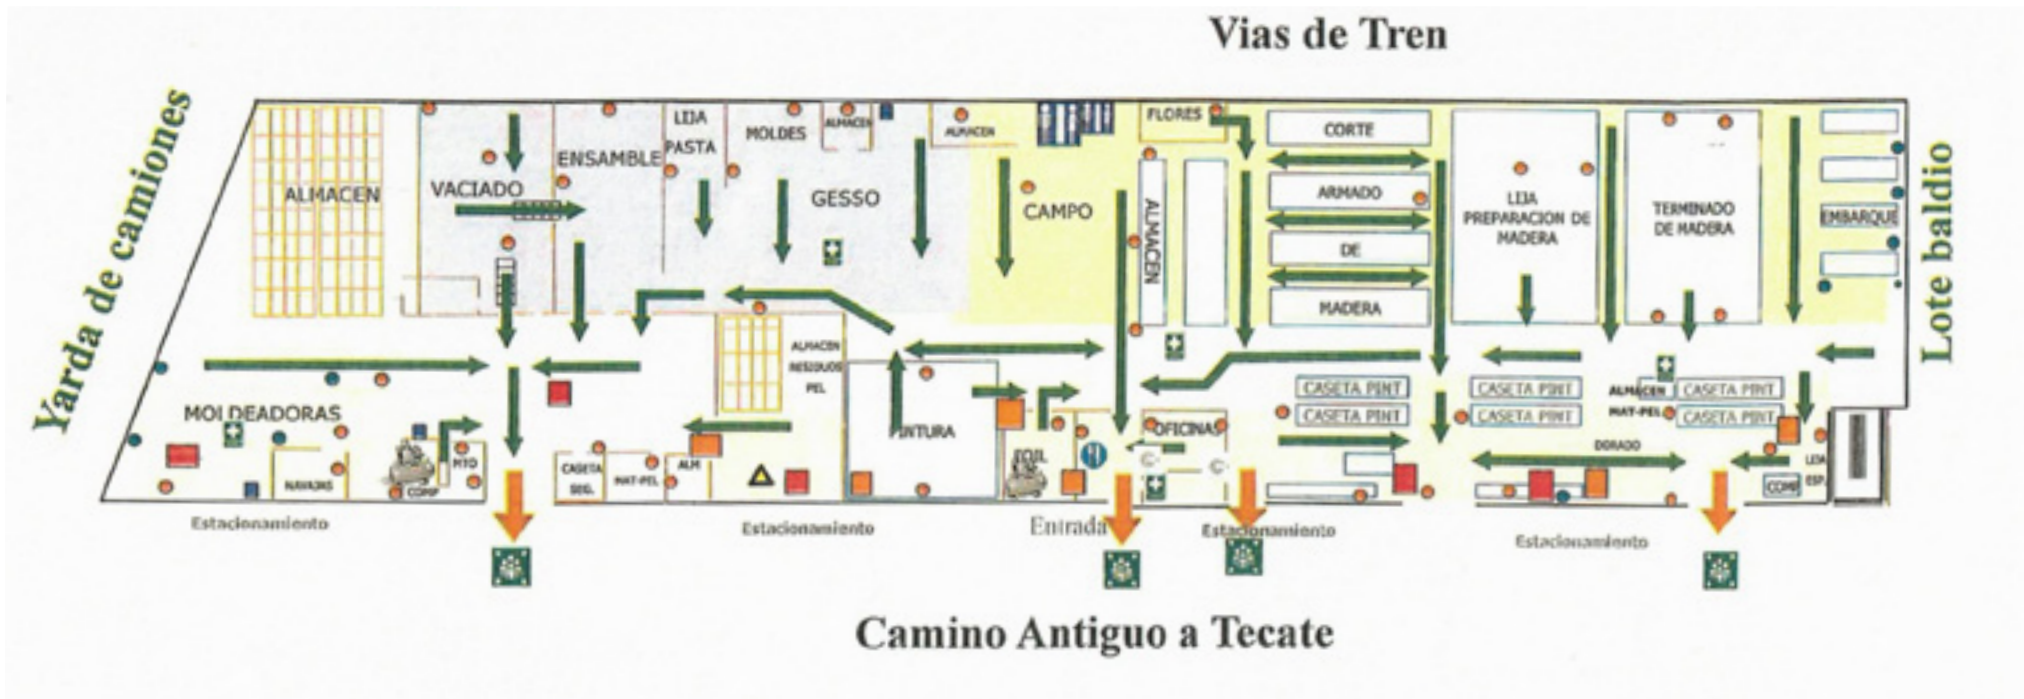 Vias de Tren
Yarda de camiones
ALMACEN
VACIADO
ENSAMBLE
LIJA
PASTA
MOLDES
ALMACEN
GESSO
ALMACEN
CAMPO
FLORES
ALMACEN
CORTE
ARMADO
DE
MADERA
LIJA
PREPARACION DE
MADERA
TERMINADO
DE MADERA
EMBARQUE
Lote baldio
ALMACEN
RESIDUOS
PEL
MOLDEADORAS
NAVAJAS
COMP
MTO
CASETA
SEG.
MAT-PEL
ALM
PINTURA
FOIL
OFICINAS
CASETA PINT
CASETA PINT
CASETA PINT
CASETA PINT
ALMACEN
MAT-PEL
CASETA PINT
CASETA PINT
DORADO
LIJA
ESP.
COMP
Estacionamiento
Estacionamiento
Entrada
Estacionamiento
Estacionamiento
Camino Antiguo a Tecate